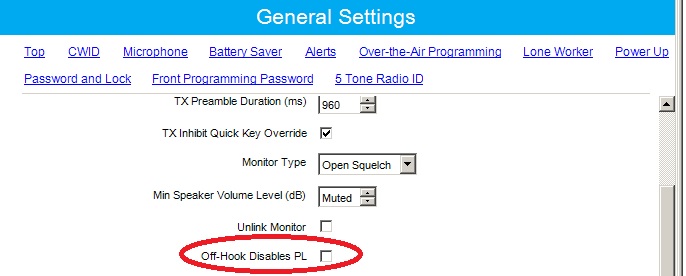 General Settings
Top CWID Microphone Battery Saver Alerts Over-the-Air Programming Lone Worker Power Up
Password and Lock Front Programming Password 5 Tone Radio ID
TX Preamble Duration (ms) 960
TX Inhibit Quick Key Override
Monitor Type Open Squelch
Min Speaker Volume Level (dB) Muted
Unlink Monitor
Off-Hook Disables PL